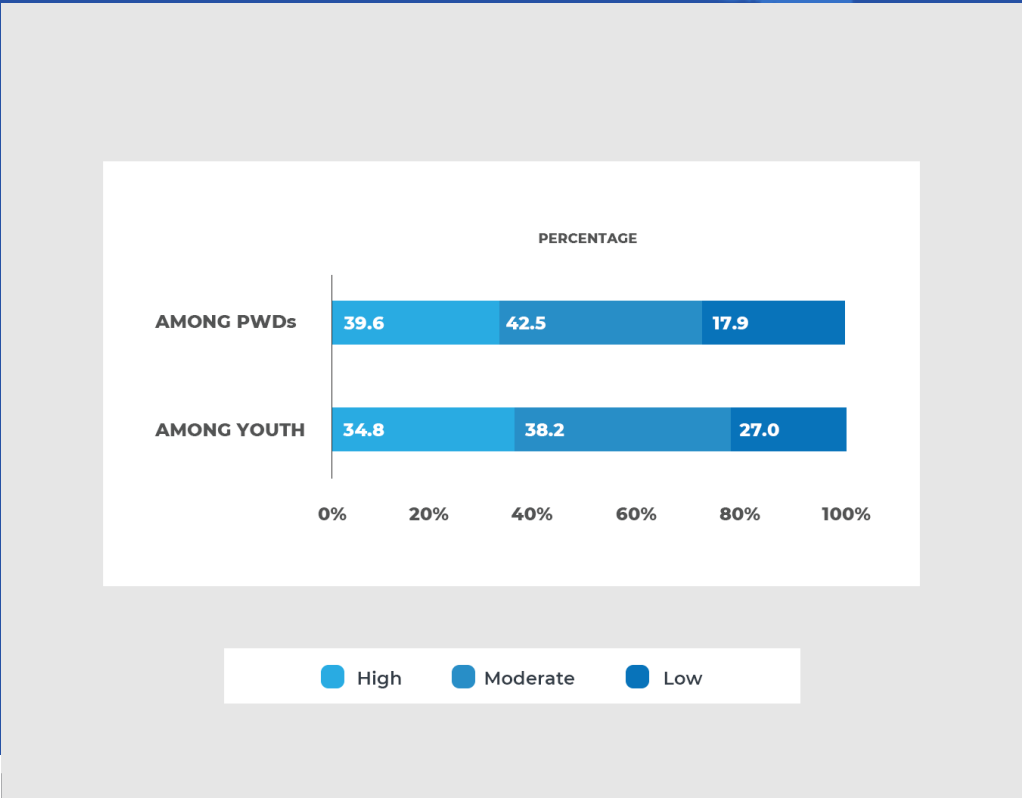 PERCENTAGE
AMONG PWDs 39.6 42.5 17.9
AMONG YOUTH 34.8 38.2 27.0
0% 20% 40% 60% 80% 100%
High Moderate Low